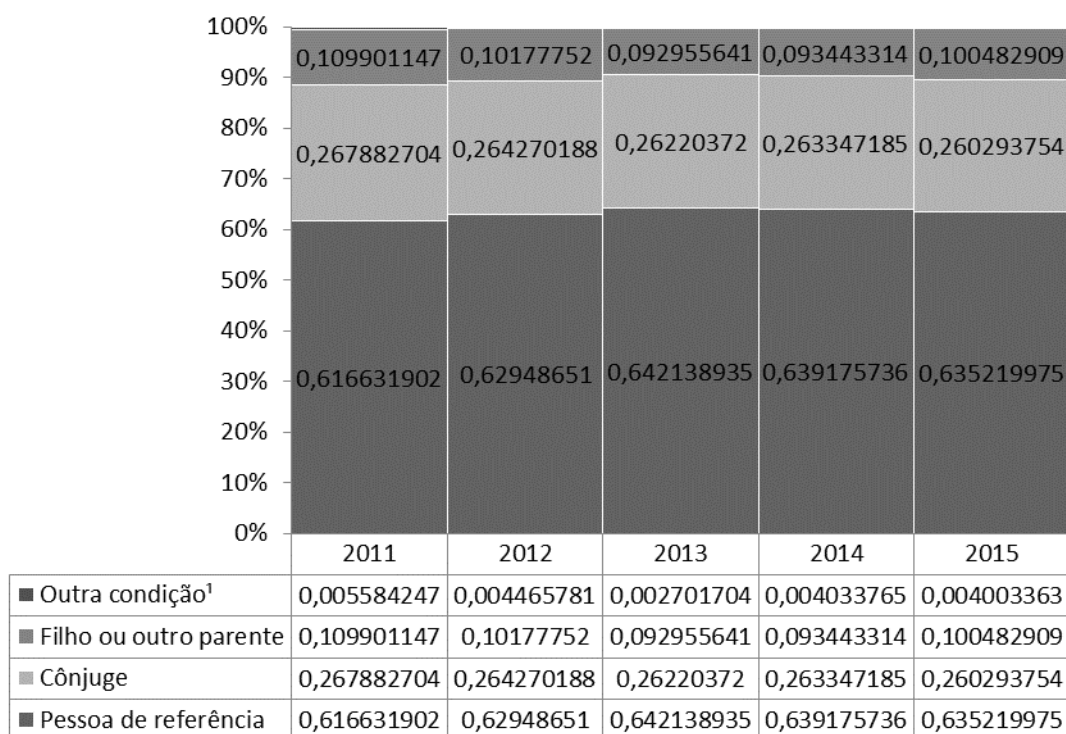 100%
90%
80%
70%
60%
50%
40%
30%
20%
10%
0%
0,109901147 0,10177752 0,092955641 0,093443314 0,100482909
0,267882704 0,264270188 0,26220372 0,263347185 0,260293754
0,616631902 0,62948651 0,642138935 0,639175736 0,635219975
2011 2012 2013 2014 2015
Outra condição¹ 0,005584247 0,004465781 0,002701704 0,004033765 0,004003363
Filho ou outro parente 0,109901147 0,10177752 0,092955641 0,093443314 0,100482909
Cônjuge 0,267882704 0,264270188 0,26220372 0,263347185 0,260293754
Pessoa de referência 0,616631902 0,62948651 0,642138935 0,639175736 0,635219975